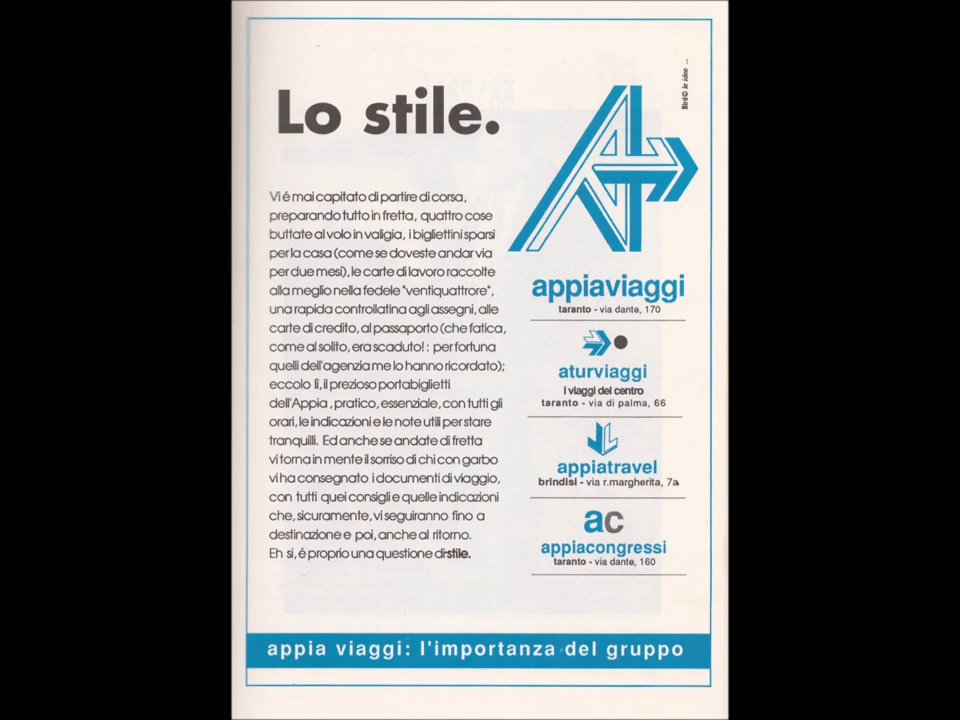 Lo stile.
Vi é mai capitato di partire di corsa,
preparando tutto in fretta, quattro cose
buttate al volo in valigia, i bigliettini sparsi
per la casa (come se doveste andar via
per due mesi), le carte di lavoro raccolte
alla meglio nella fedele "ventiquattrore",
una rapida controllatina agli assegni, alle
carte di credito, al passaporto (che fatica,
come al solito, era scaduto! : per fortuna
quelli dell'agenzia me lo hanno ricordato);
eccolo lì, il prezioso portabiglietti
dell'Appia , pratico, essenziale, con tutti gli
orari, le indicazioni e le note utili per stare
tranquilli. Ed anche se andate di fretta
vi torna in mente il sorriso di chi con garbo
vi ha consegnato i documenti di viaggio,
con tutti quei consigli e quelle indicazioni
che, sicuramente, vi seguiranno fino a
destinazione e poi, anche al ritorno.
Eh si, é proprio una questione di stile.
le idee ...
appiaviaggi
taranto - via dante, 170
aturviaggi
i viaggi del centro
taranto - via di palma, 66
appiatravel
brindisi - via r.margherita, 7a
ac
appiacongressi
taranto - via dante, 160
appia viaggi: l'importanza del gruppo